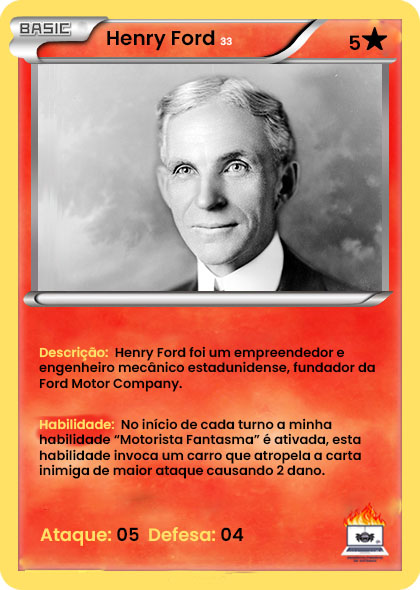 BASIC
Henry Ford 33
5★
Descrição: Henry Ford foi um empreendedor e
engenheiro mecânico estadunidense, fundador da
Ford Motor Company.
Habilidade: No início de cada turno a minha
habilidade “Motorista Fantasma” é ativada, esta
habilidade invoca um carro que atropela a carta
inimiga de maior ataque causando 2 dano.
Ataque: 05 Defesa: 04